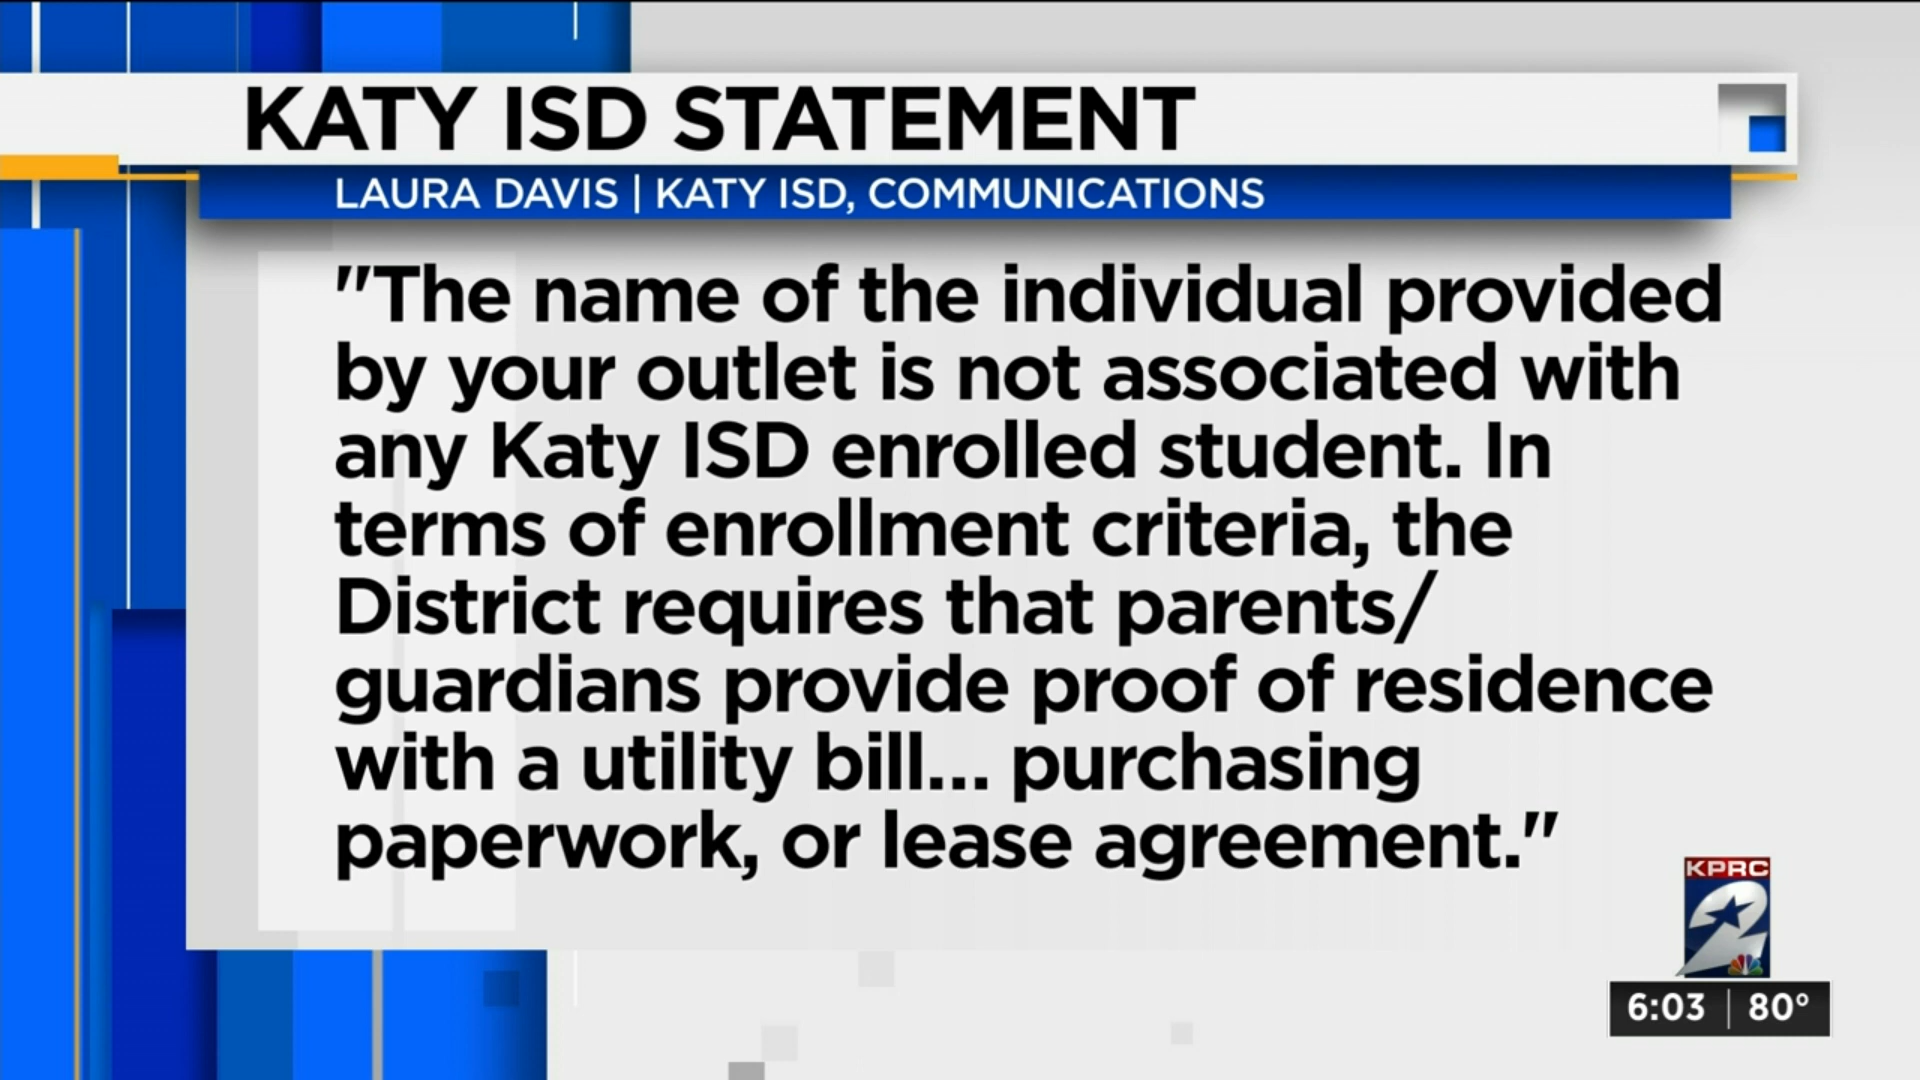 KATY ISD STATEMENT
LAURA DAVIS | KATY ISD, COMMUNICATIONS
"The name of the individual provided
by your outlet is not associated with
any Katy ISD enrolled student. In
terms of enrollment criteria, the
District requires that parents/
guardians provide proof of residence
with a utility bill... purchasing
paperwork, or lease agreement."
KPRC
2
6:03 | 80°